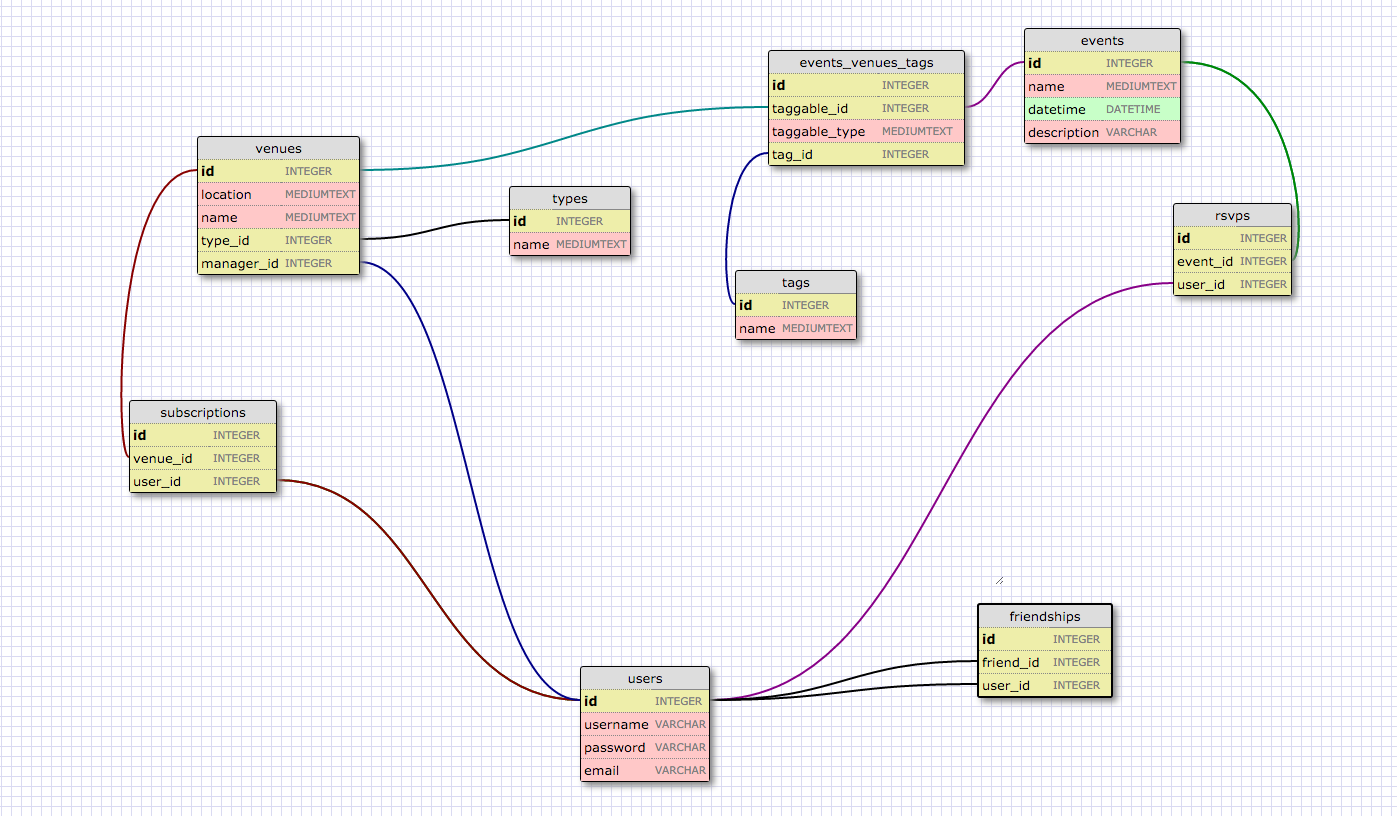 events
id INTEGER
name MEDIUMTEXT
datetime DATETIME
description VARCHAR
events_venues_tags
id INTEGER
taggable_id INTEGER
taggable_type MEDIUMTEXT
tag_id INTEGER
venues
id INTEGER
location MEDIUMTEXT
name MEDIUMTEXT
type_id INTEGER
manager_id INTEGER
types
id INTEGER
name MEDIUMTEXT
rsvps
id INTEGER
event_id INTEGER
user_id INTEGER
tags
id INTEGER
name MEDIUMTEXT
subscriptions
id INTEGER
venue_id INTEGER
user_id INTEGER
friendships
id INTEGER
friend_id INTEGER
user_id INTEGER
users
id INTEGER
username VARCHAR
password VARCHAR
email VARCHAR